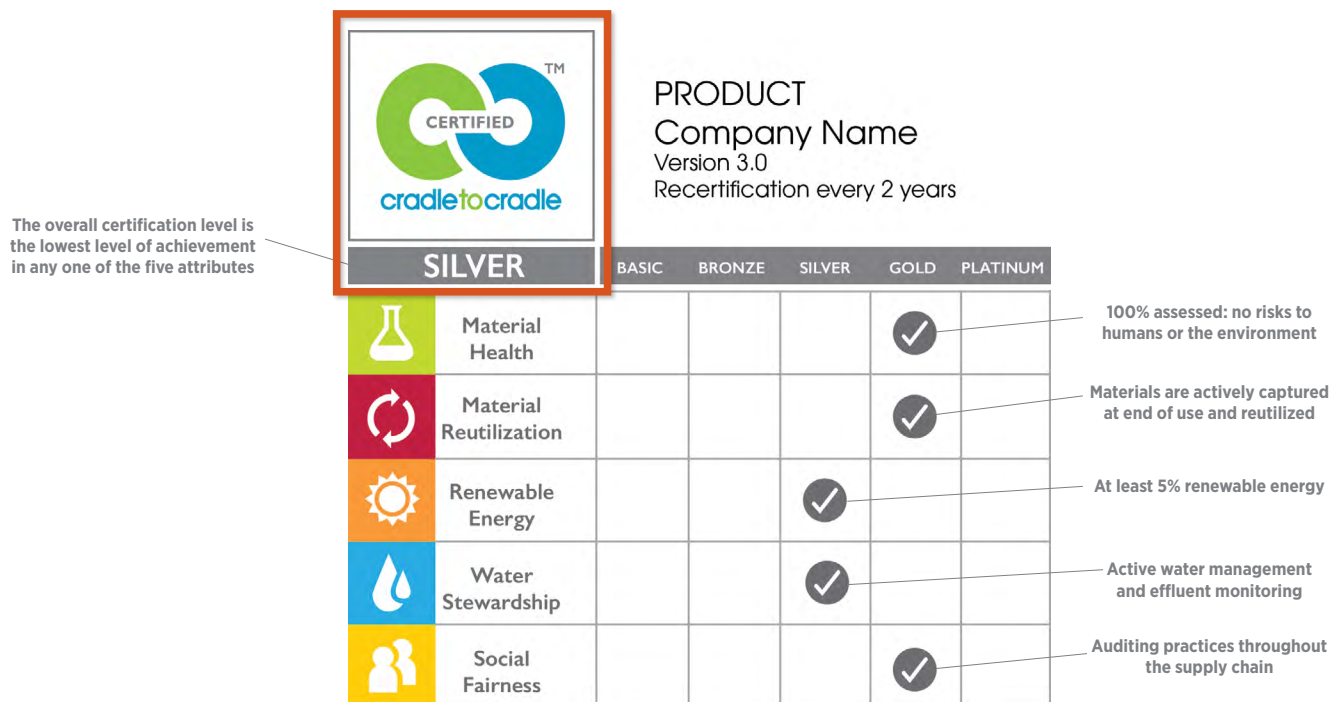 TM
CERTIFIED
cradletocradle
PRODUCT
Company Name
Version 3.0
Recertification every 2 years
The overall certification level is
the lowest level of achievement
in any one of the five attributes
SILVER
BASIC BRONZE SILVER GOLD PLATINUM
Material
Health
100% assessed: no risks to
humans or the environment
Material
Reutilization
Materials are actively captured
at end of use and reutilized
Renewable
Energy
At least 5% renewable energy
Water
Stewardship
Active water management
and effluent monitoring
Social
Fairness
Auditing practices throughout
the supply chain